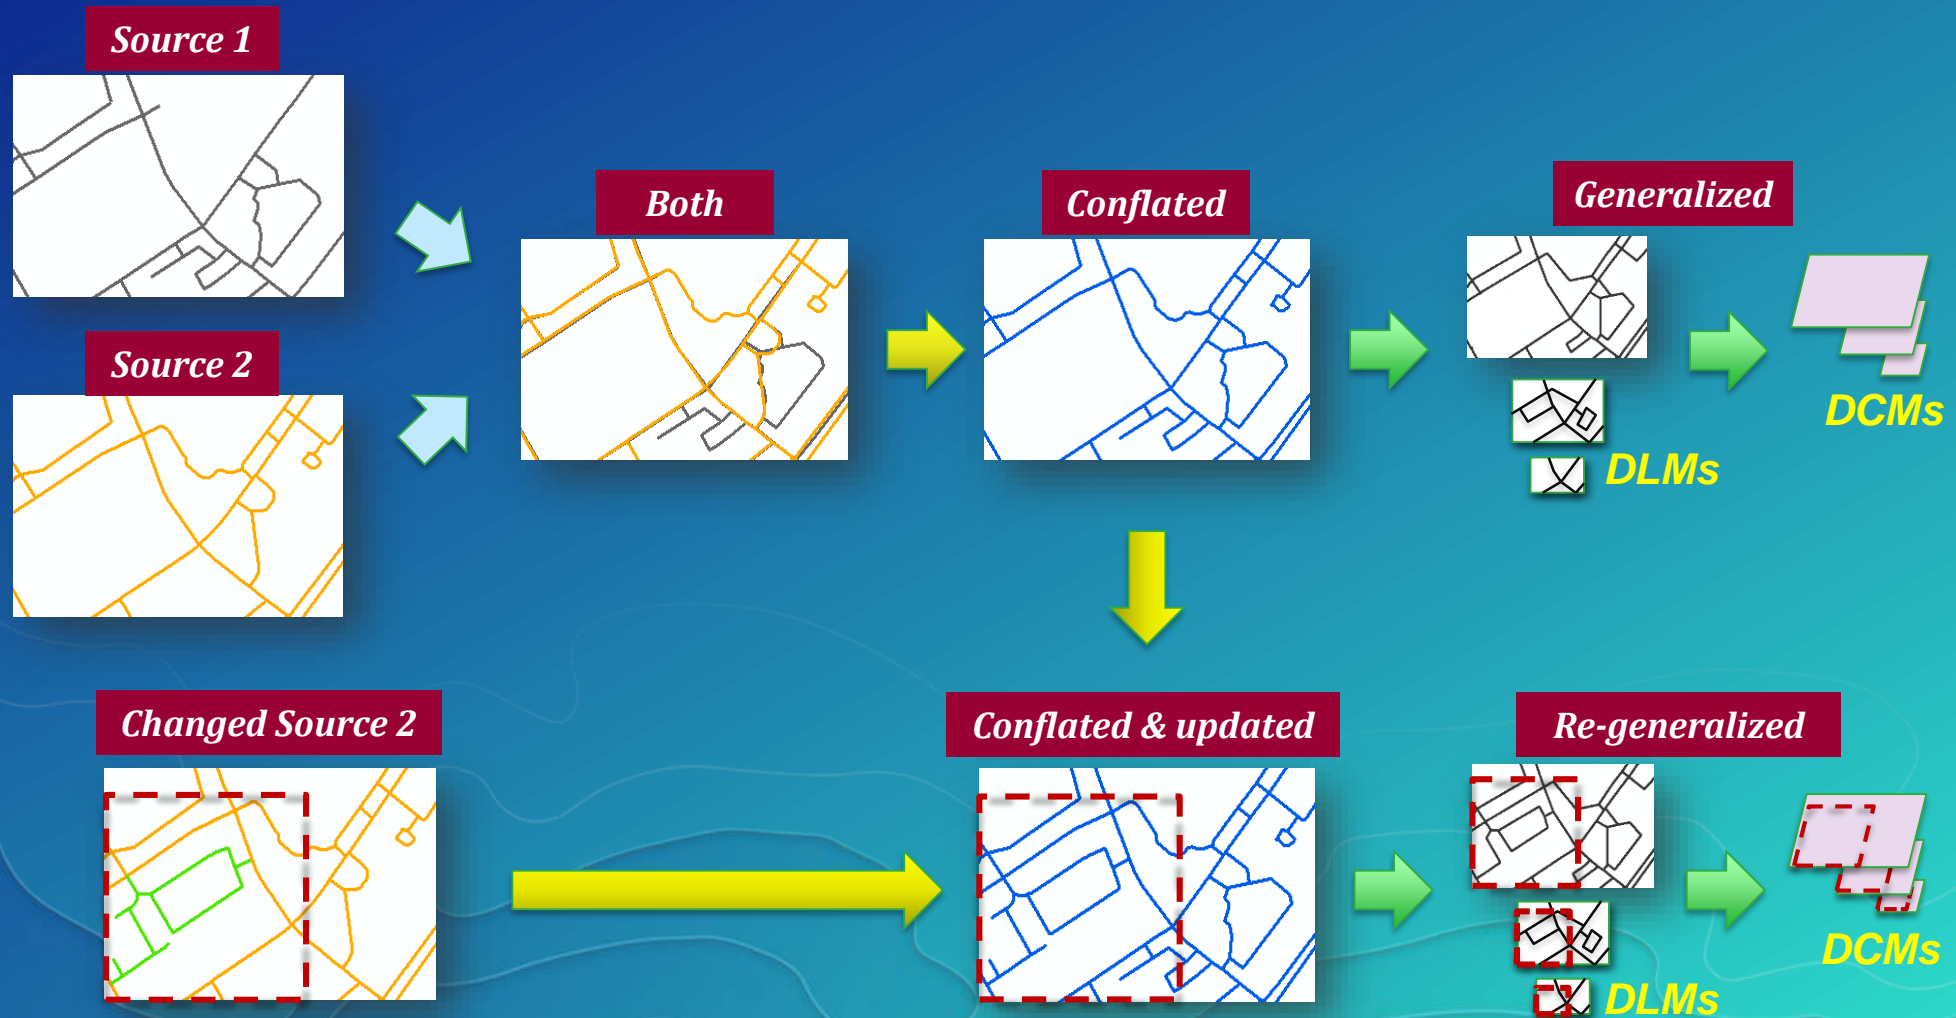 Source 1
Source 2
Both
Conflated
Generalized
DCMs
DLMs
Changed Source 2
Conflated & updated
Re-generalized
DCMs
DLMs